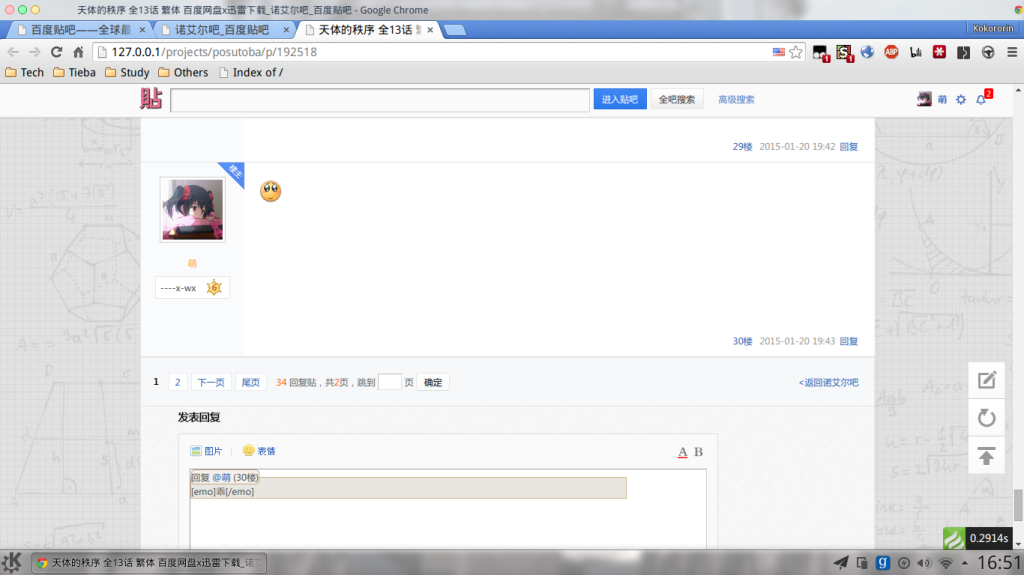 天体的秩序 全13话 繁体 百度网盘x迅雷下载_诺艾尔吧_百度贴吧 - Google Chrome
百度贴吧——全球最 诺艾尔吧_百度贴吧 天体的秩序 全13话 繁 Kokororin
127.0.0.1/projects/posutoba/p/192518
Tech Tieba Study Others Index of /
貼 进入贴吧 全吧搜索 高级搜索 萌 2
29楼 2015-01-20 19:42 回复
楼主
萌
----x-wx 6
30楼 2015-01-20 19:43 回复
1 2 下一页 尾页 34 回复贴，共2页，跳到 页 确定 <返回诺艾尔吧
发表回复
图片 表情 A B
回复 @萌 (30楼)
[emo]乖[/emo]
0.2914s
天体的秩序 全13话 繁体 百度网盘x迅雷下载_诺 16:51